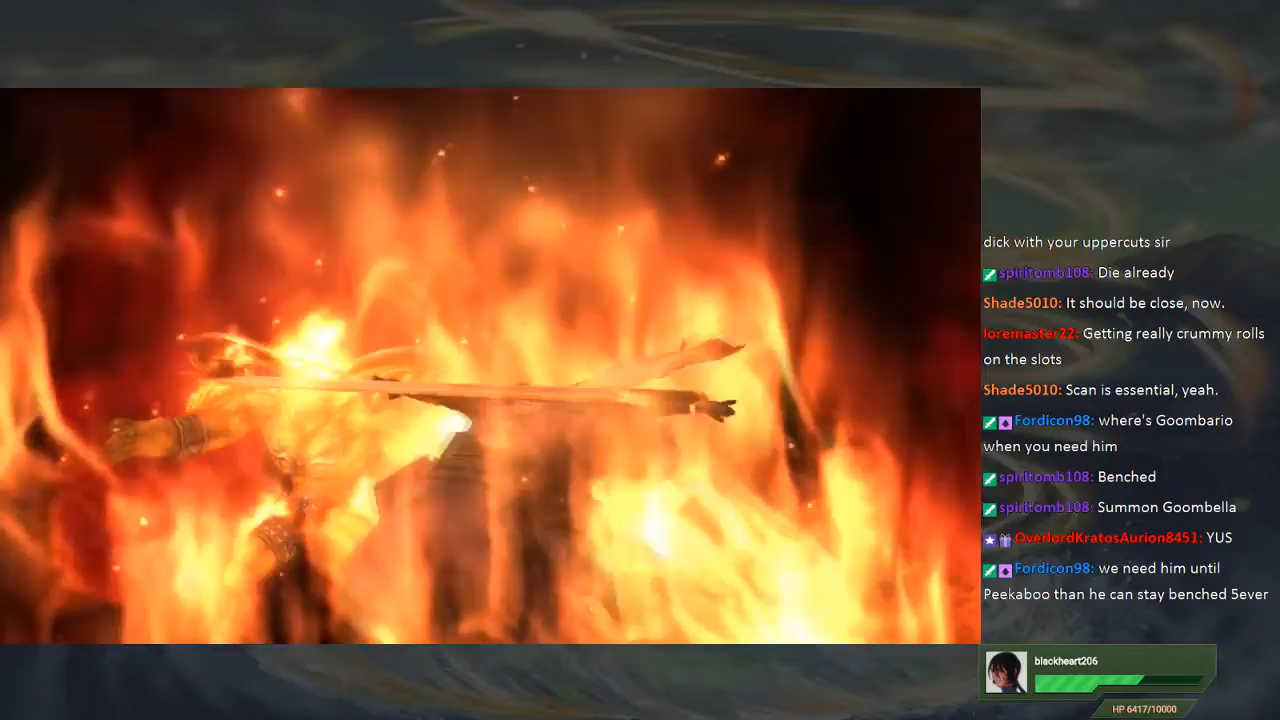 dick with your uppercuts sir
spiritomb108: Die already
Shade5010: It should be close, now.
loremaster22: Getting really crummy rolls
on the slots
Shade5010: Scan is essential, yeah.
Fordicon98: where's Goombario
when you need him
spiritomb108: Benched
spiritomb108: Summon Goombella
OverlordKratosAurion8451: YUS
Fordicon98: we need him until
Peekaboo than he can stay benched 5ever
blackheart206
HP 6417/10000